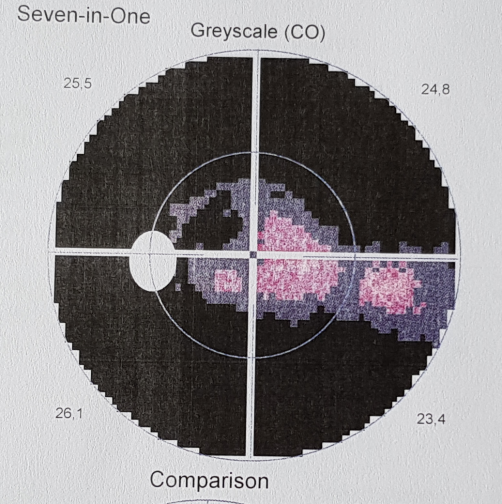 Seven-in-One
Greyscale (CO)
25,5
24,8
26,1
23,4
Comparison